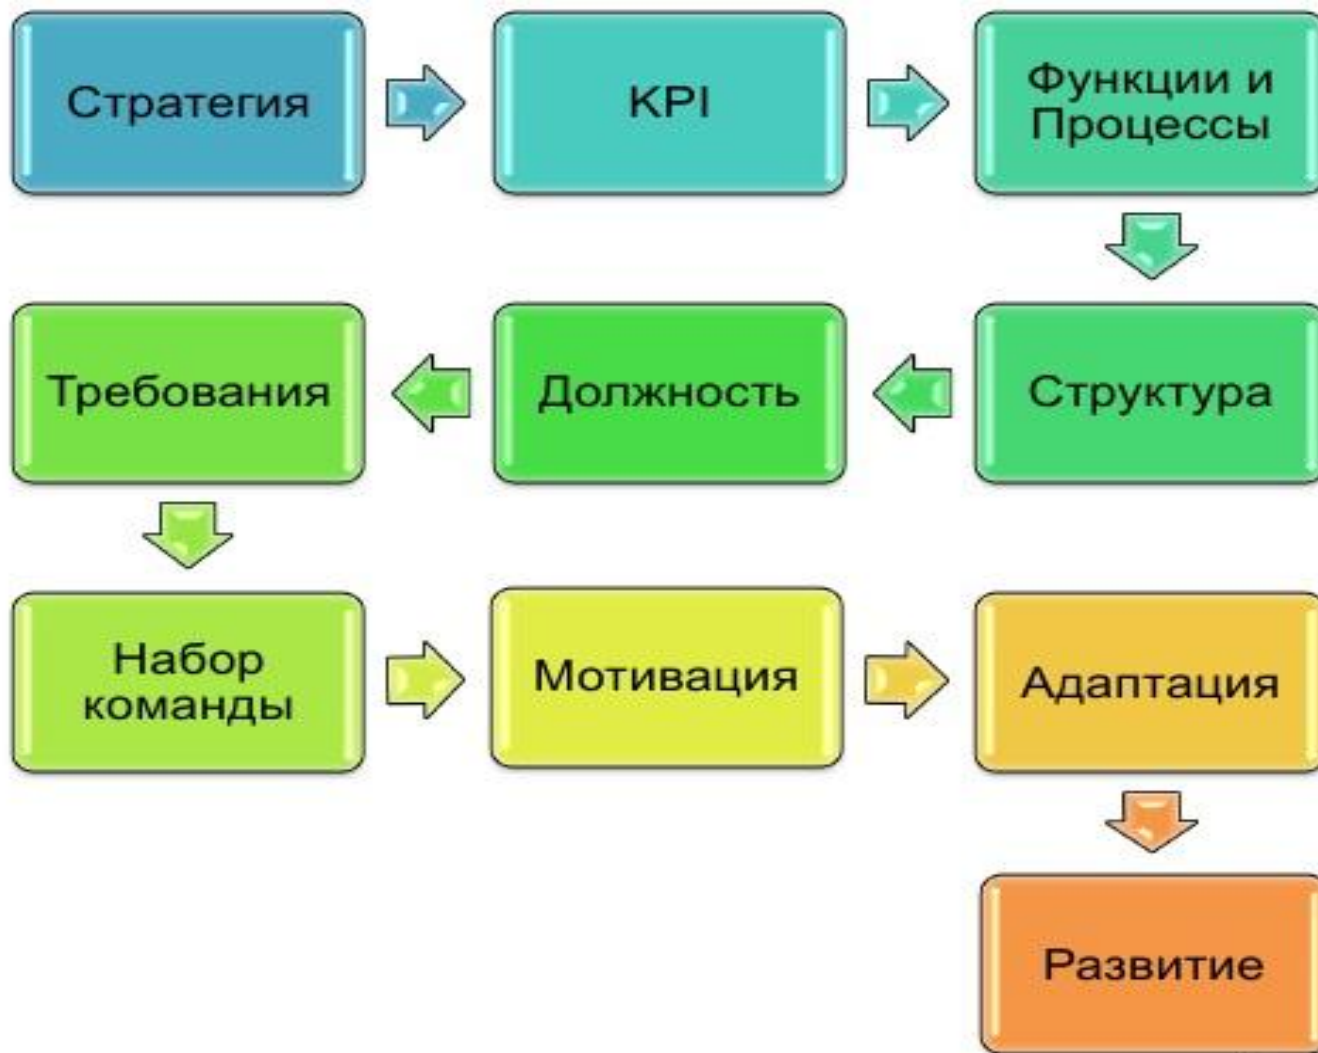 Стратегия
KPI
Функции и
Процессы
Структура
Должность
Требования
Набор
команды
Мотивация
Адаптация
Развитие